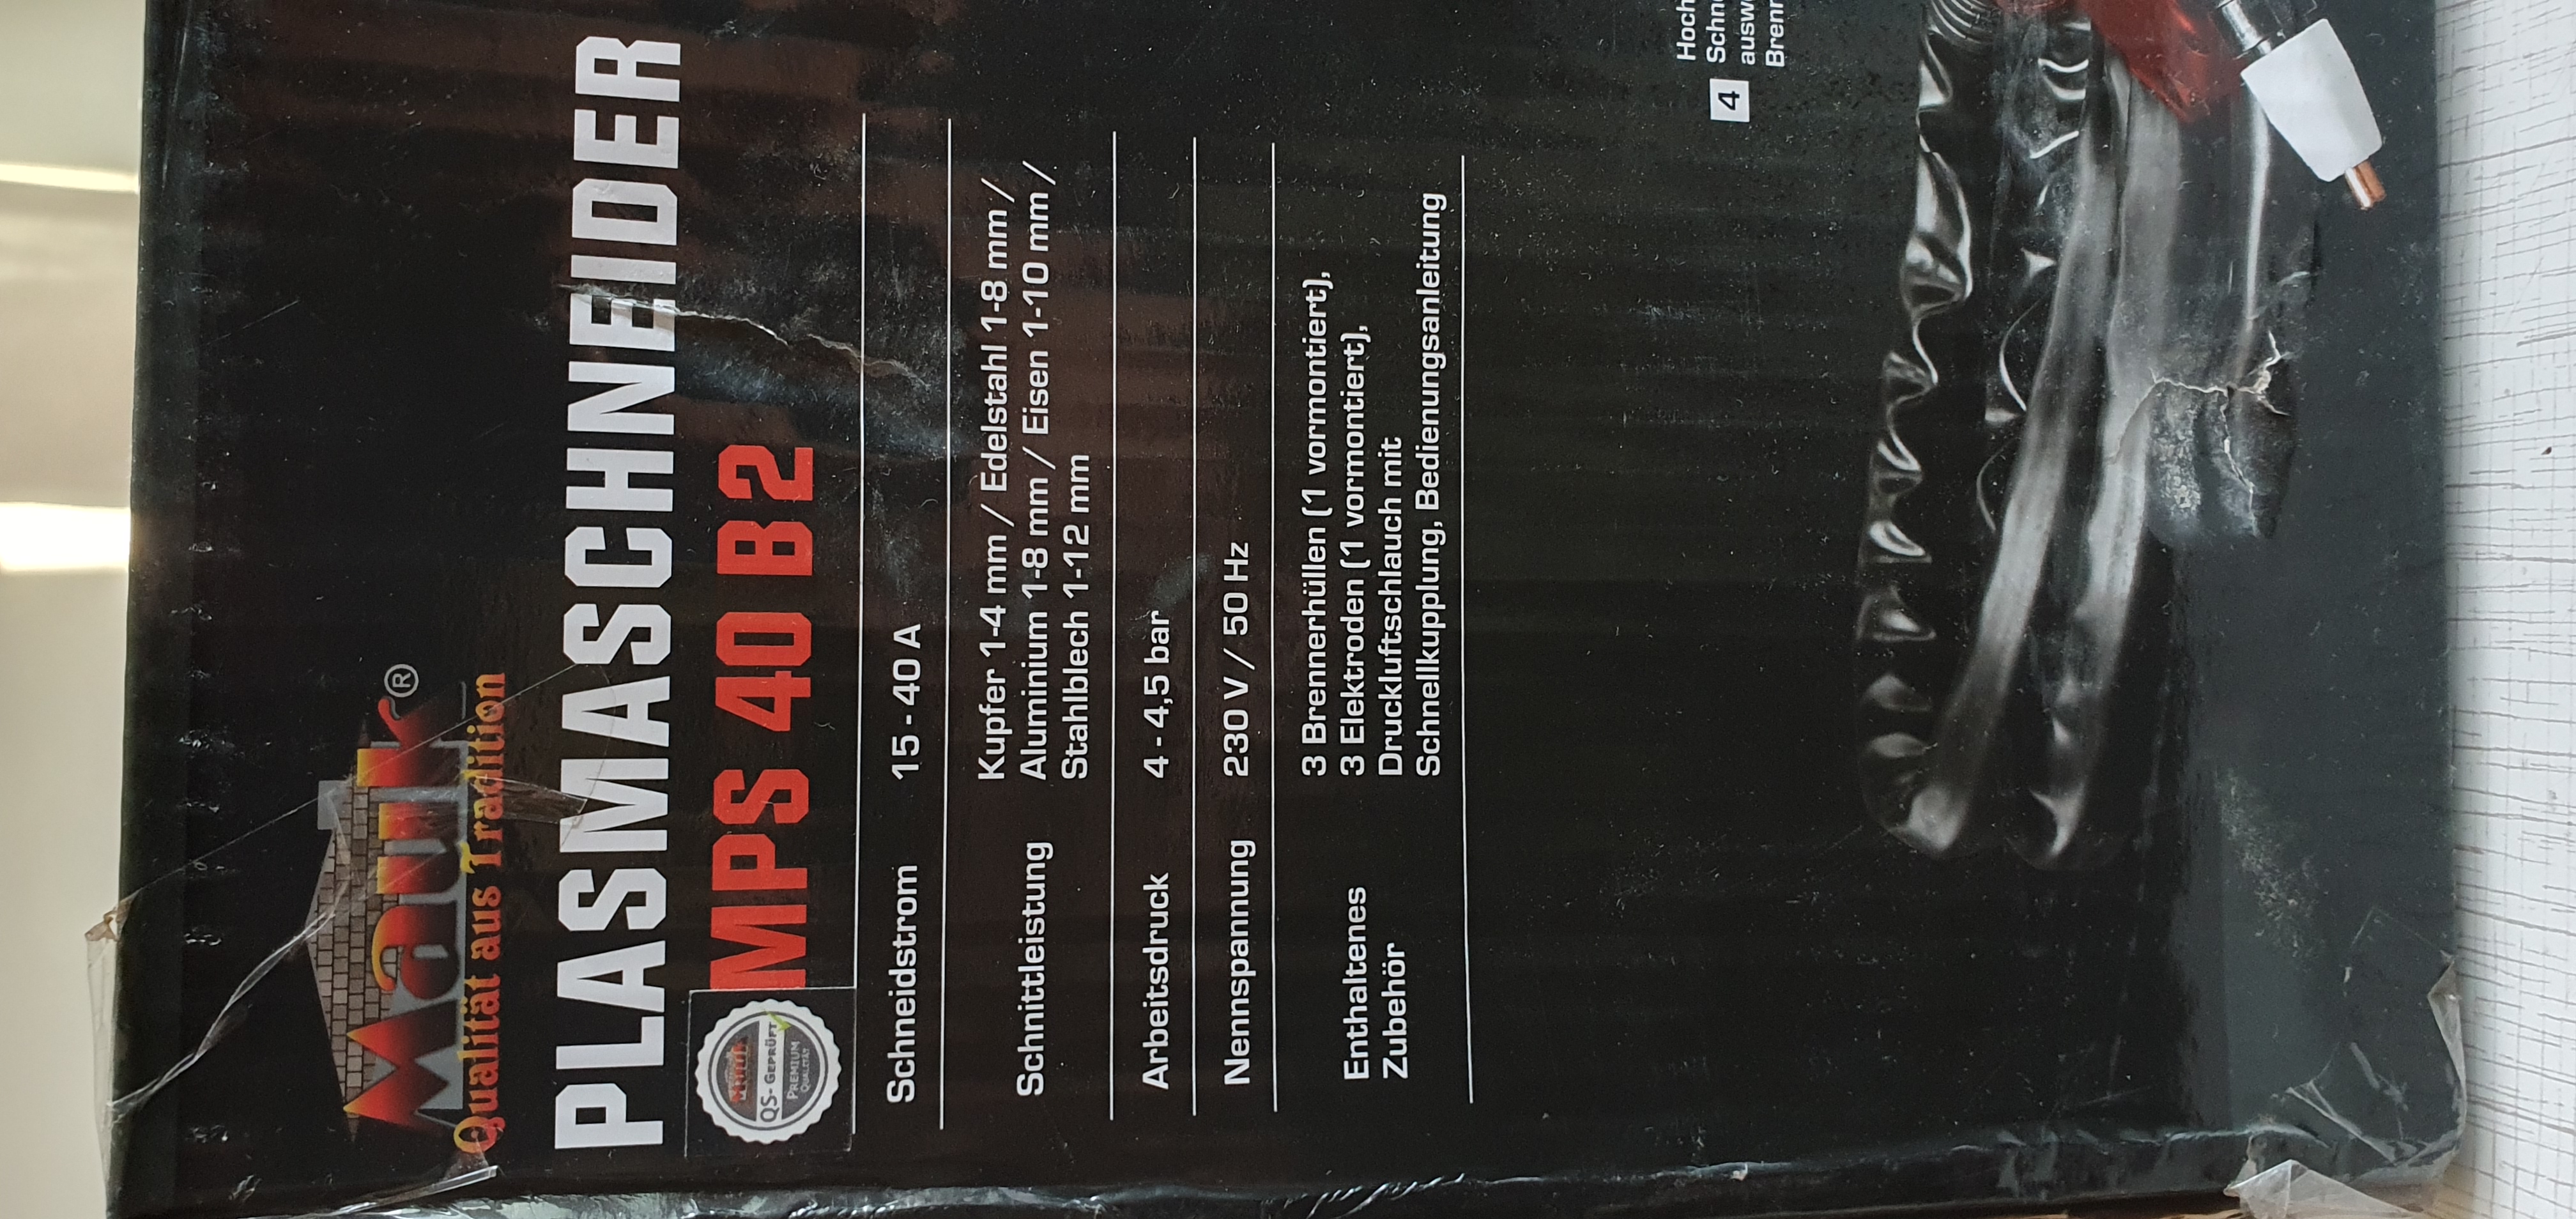 Mauk®
Qualität aus Tradition
PLASMASCHNEIDER
Mauk
QS- GEPRÜFT
PREMIUM
QUALITÄT
MPS 40 B2
Schneidstrom 15 - 40 A
Schnittleistung
Kupfer 1-4 mm / Edelstahl 1-8 mm /
Aluminium 1-8 mm / Eisen 1-10 mm /
Stahlblech 1-12 mm
Arbeitsdruck 4 - 4,5 bar
Nennspannung 230 V / 50 Hz
Enthaltenes
Zubehör
3 Brennerhüllen (1 vormontiert),
3 Elektroden (1 vormontiert),
Druckluftschlauch mit
Schnellkupplung, Bedienungsanleitung
4
Hoch
Schn
ausw
Brenn